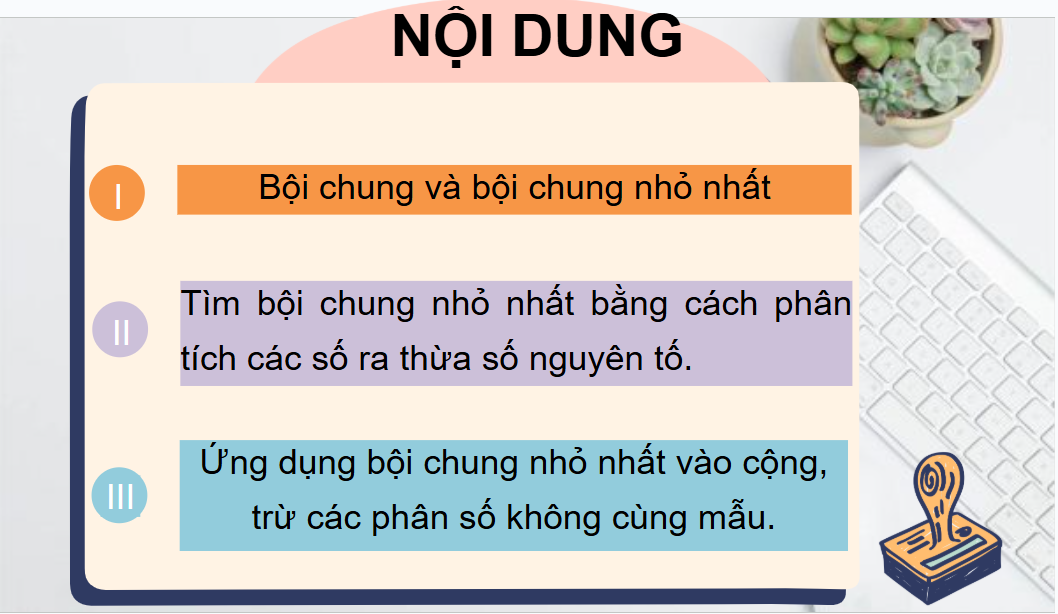 NỘI DUNG
I
Bội chung và bội chung nhỏ nhất
II
Tìm bội chung nhỏ nhất bằng cách phân
tích các số ra thừa số nguyên tố.
III
Ứng dụng bội chung nhỏ nhất vào cộng,
trừ các phân số không cùng mẫu.